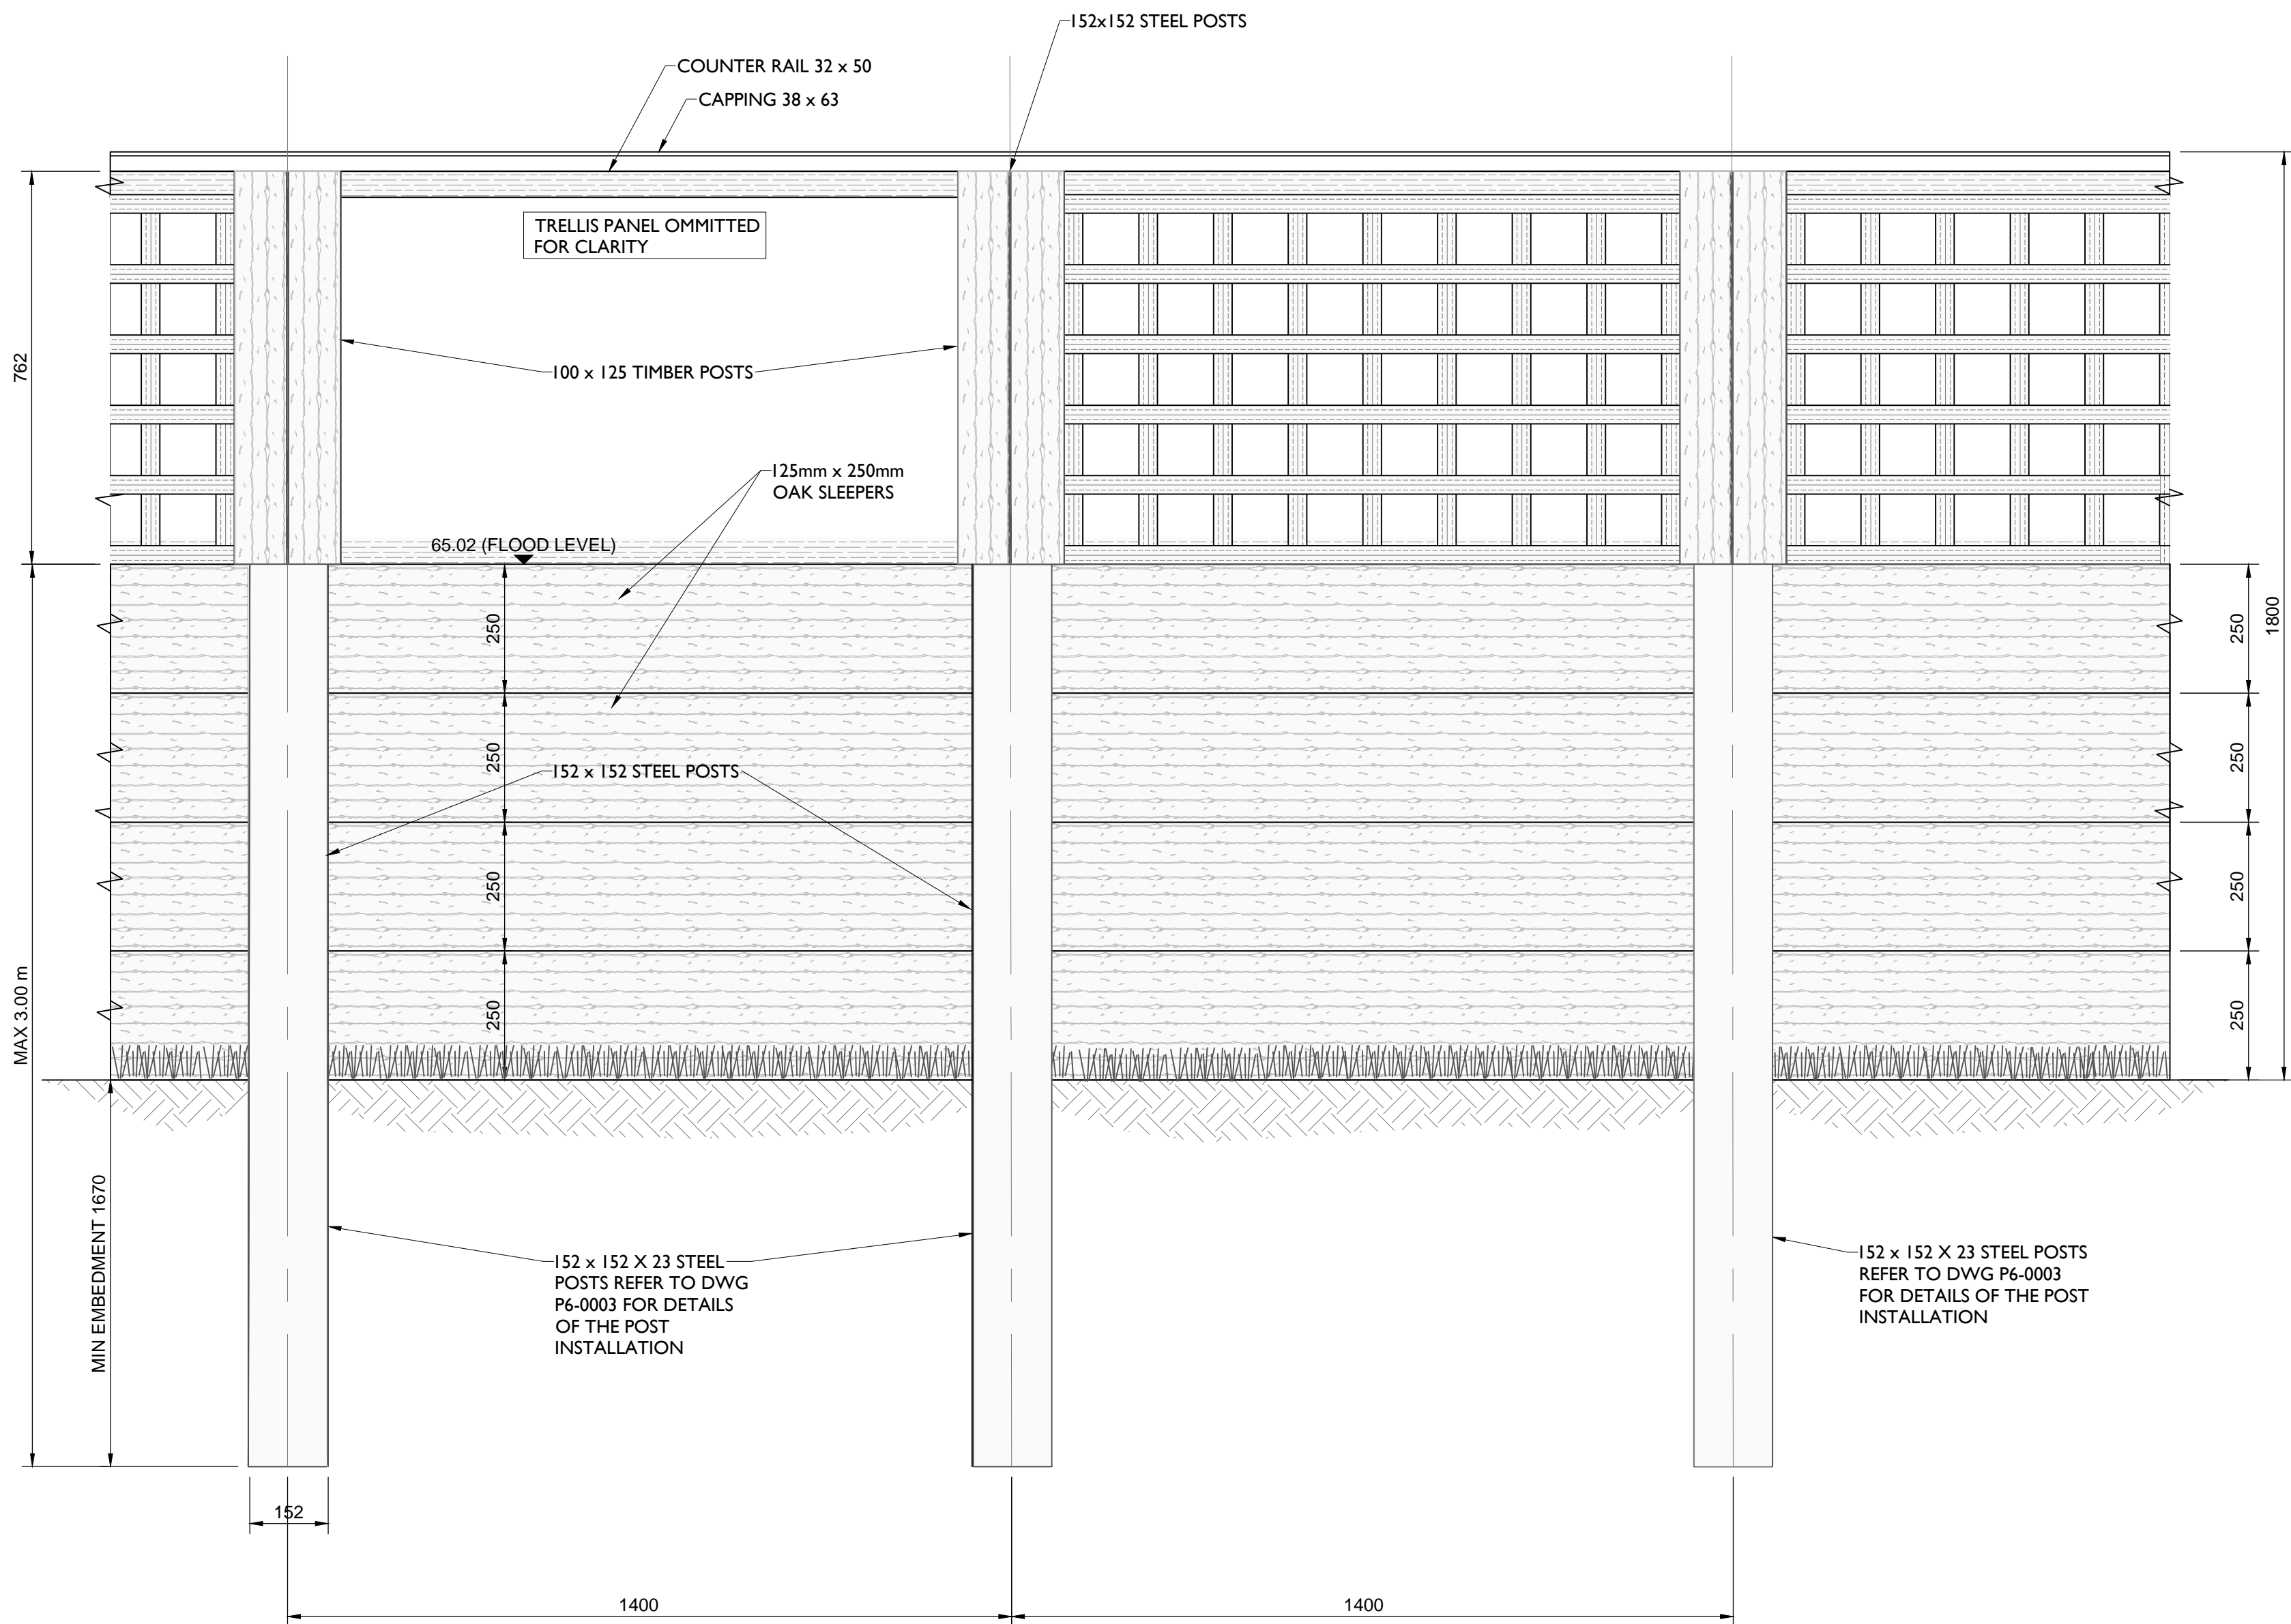 152x152 STEEL POSTS
COUNTER RAIL 32 x 50
CAPPING 38 x 63
TRELLIS PANEL OMMITTED
FOR CLARITY
762
100 x 125 TIMBER POSTS
125mm x 250mm
OAK SLEEPERS
65.02 (FLOOD LEVEL)
250
250
1800
250
152 x 152 STEEL POSTS
250
250
250
MAX 3.00 m
250
250
MIN EMBEDMENT 1670
152 x 152 X 23 STEEL
POSTS REFER TO DWG
P6-0003 FOR DETAILS
OF THE POST
INSTALLATION
152 x 152 X 23 STEEL POSTS
REFER TO DWG P6-0003
FOR DETAILS OF THE POST
INSTALLATION
152
1400
1400